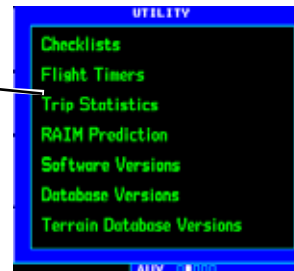 UTILITY
Checklists
Flight Timers
Trip Statistics
RAIM Prediction
Software Versions
Database Versions
Terrain Database Versions
AUX